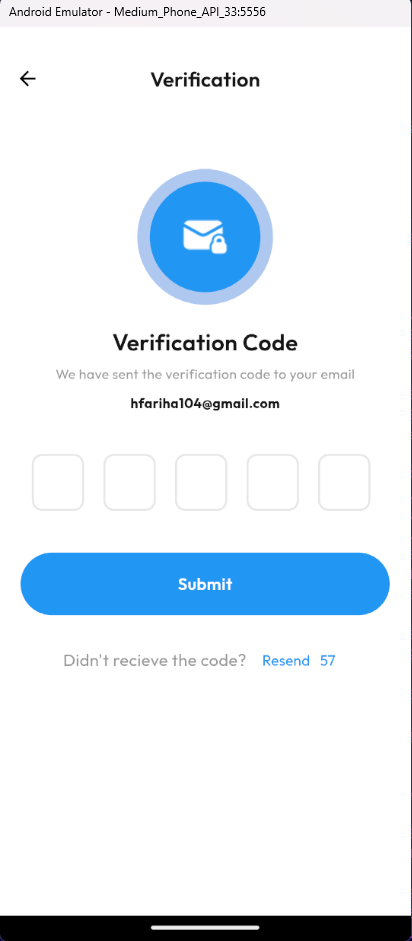 Android Emulator - Medium_Phone_API_33:5556
Verification
Verification Code
We have sent the verification code to your email
hfariha104@gmail.com
Submit
Didn't recieve the code? Resend 57